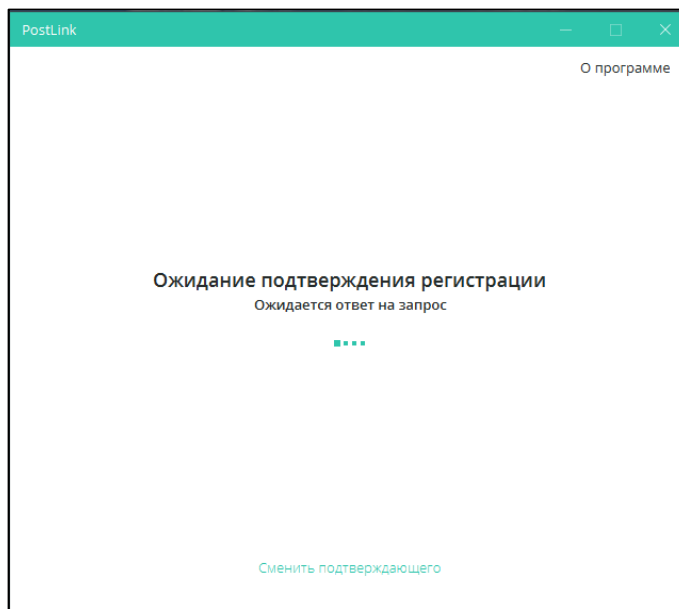 PostLink
О программе
Ожидание подтверждения регистрации
Ожидается ответ на запрос
Сменить подтверждающего